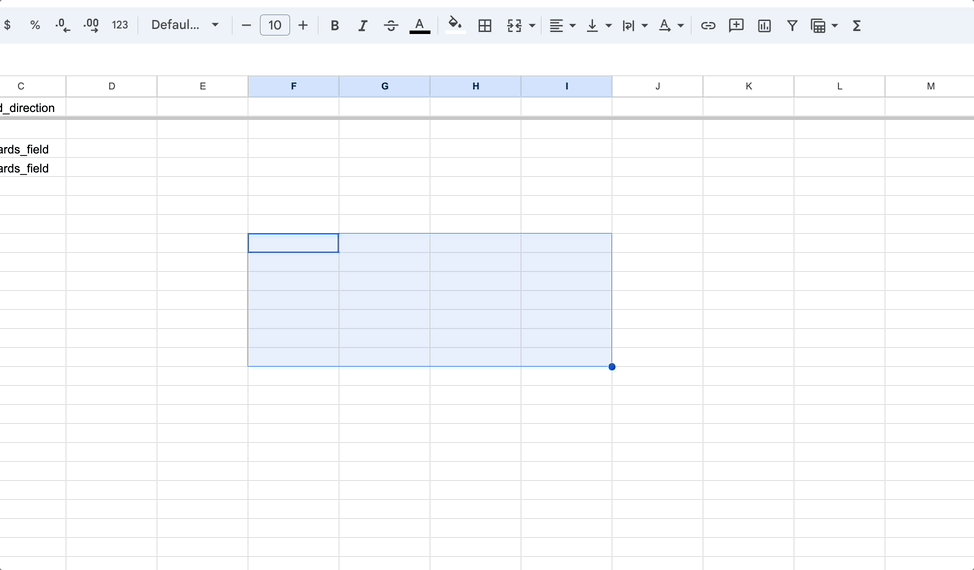 $ % .0 .00 123 Defaul... 10 B I A Σ
C D E F G H I J K L M
d_direction
ards_field
ards_field